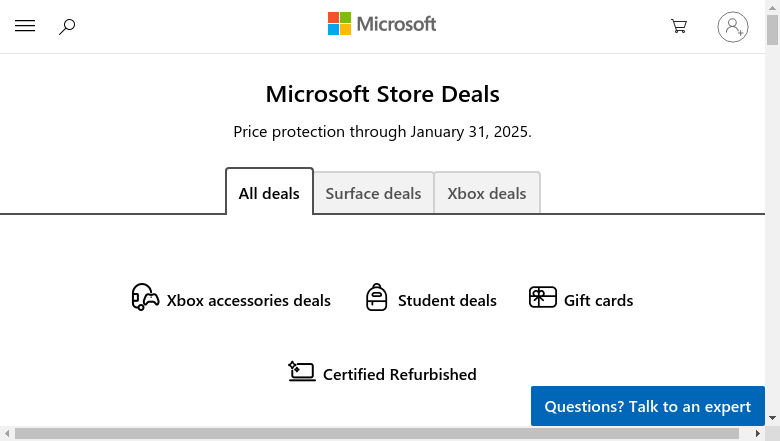 Microsoft
Microsoft Store Deals
Price protection through January 31, 2025.
All deals
Surface deals
Xbox deals
Xbox accessories deals
Student deals
Gift cards
Certified Refurbished
Questions? Talk to an expert